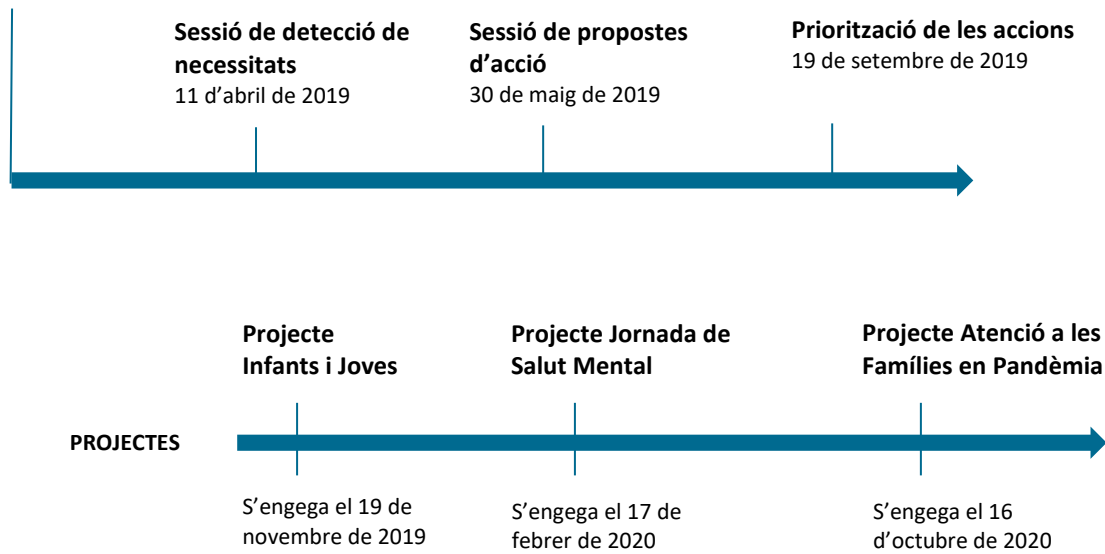 Sessió de detecció de
necessitats
11 d’abril de 2019
Sessió de propostes
d’acció
30 de maig de 2019
Priorització de les accions
19 de setembre de 2019
Projecte
Infants i Joves
Projecte Jornada de
Salut Mental
Projecte Atenció a les
Famílies en Pandèmia
PROJECTES
S’engega el 19 de
novembre de 2019
S’engega el 17 de
febrer de 2020
S’engega el 16
d’octubre de 2020